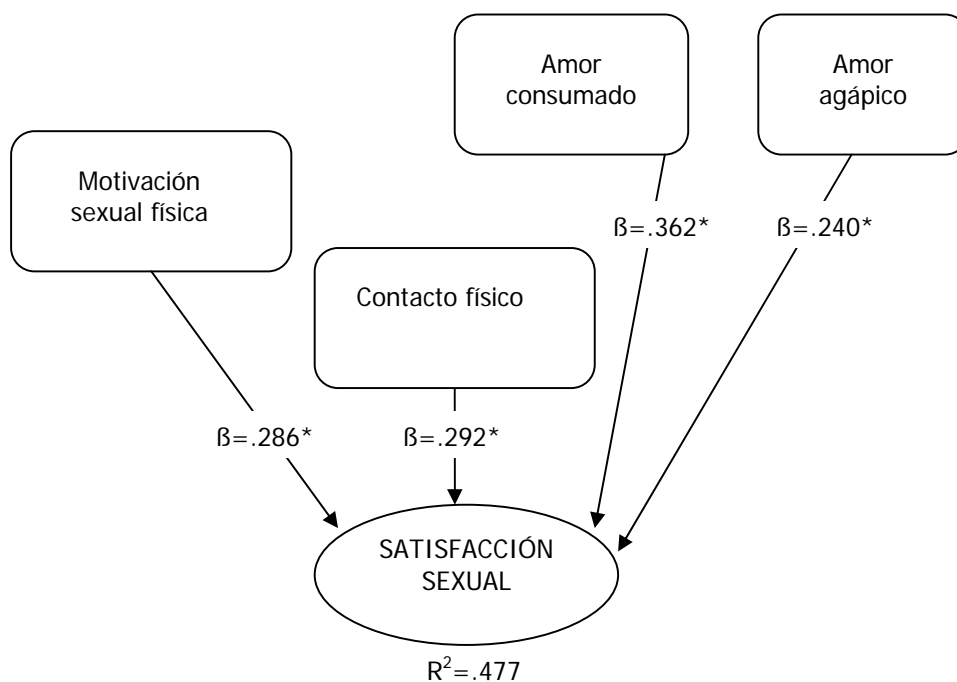 Amor
consumado
Amor
agápico
Motivación
sexual física
Contacto físico
ß=.362*
ß=.240*
ß=.286*
ß=.292*
SATISFACCIÓN
SEXUAL
R²=.477